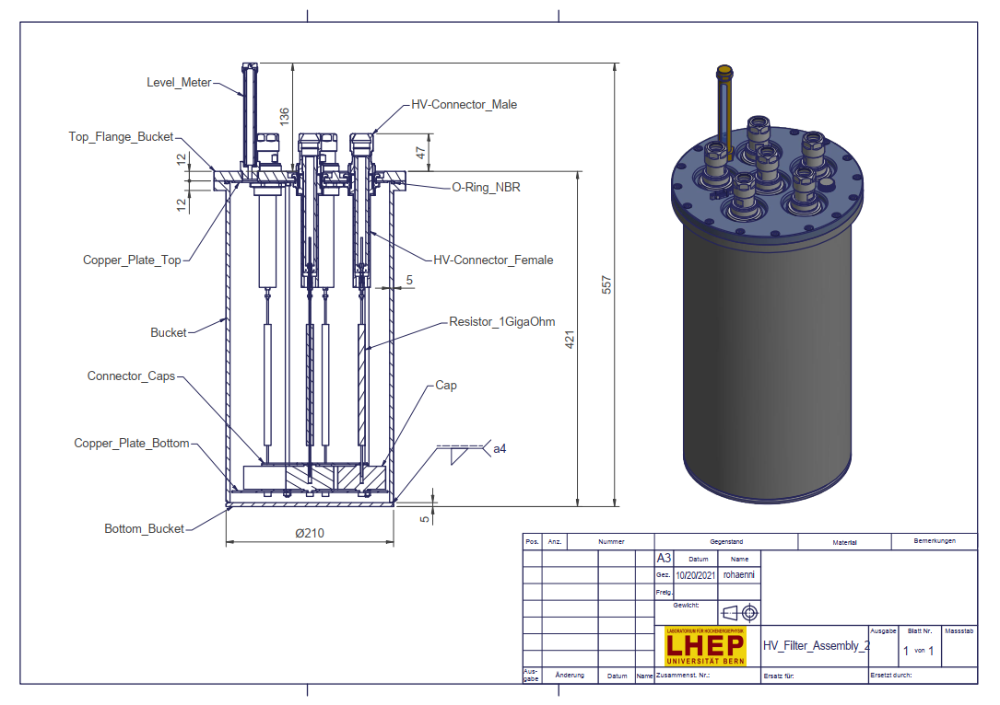 Level_Meter
HV-Connector_Male
136
Top_Flange_Bucket
47
12
O-Ring_NBR
12
Copper_Plate_Top
HV-Connector_Female
5
557
Resistor_1GigaOhm
Bucket
421
Connector_Caps
Cap
Copper_Plate_Bottom
a4
5
Bottom_Bucket
Ø210
Pos. Anz. Nummer Gegenstand Material Bemerkungen
A3 Datum Name
Gez. 10/20/2021 rohaenni
Freig.
Gewicht:
LABORATORIUM FÜR HOCHENERGIEPHYSIK
LHEP
UNIVERSITÄT BERN
HV_Filter_Assembly_2
Ausgabe Blatt Nr. Massstab
1 von 1
Aus-
gabe Änderung Datum Name Zusammenst. Nr.: Ersatz für: Ersetzt durch: